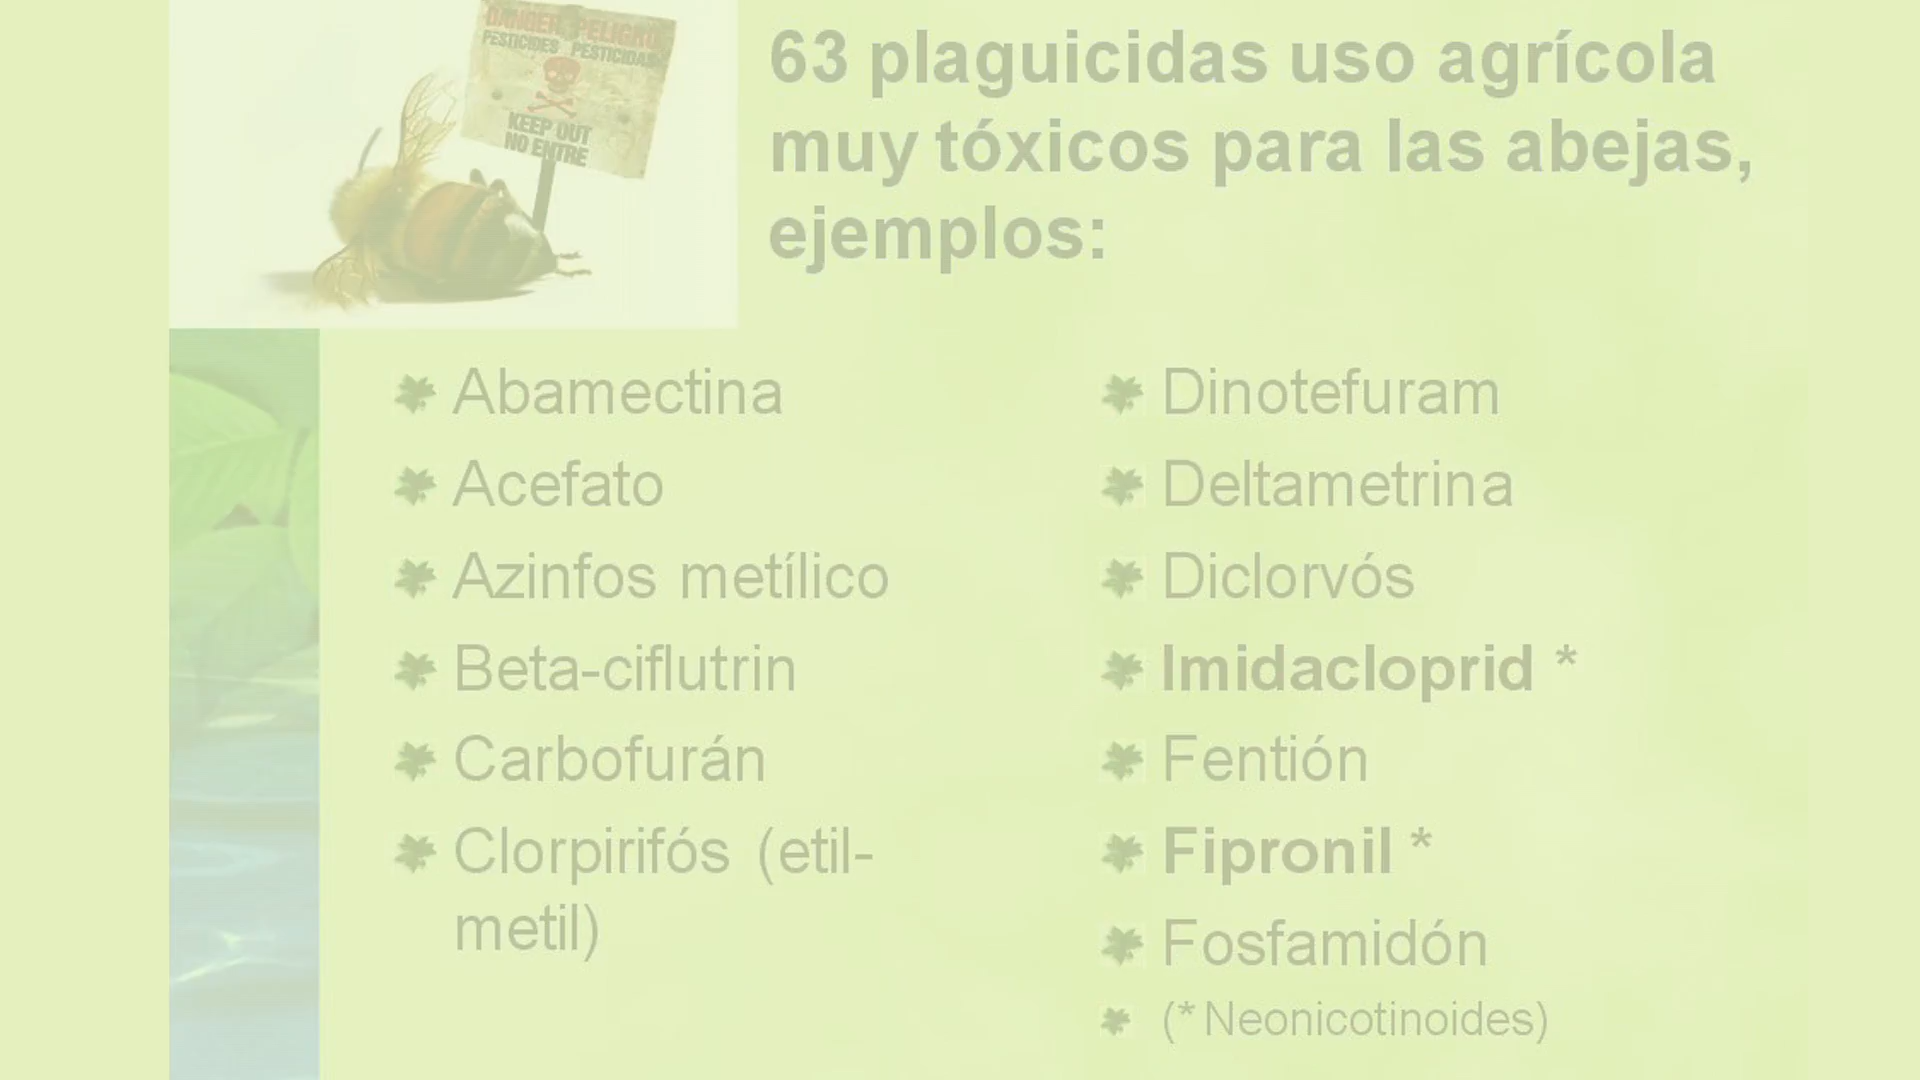 DANGER PELIGRO
PESTICIDES PESTICIDAS
KEEP OUT
NO ENTRE
63 plaguicidas uso agrícola
muy tóxicos para las abejas,
ejemplos:
Abamectina
Acefato
Azinfos metílico
Beta-ciflutrin
Carbofurán
Clorpirifós (etil-
metil)
Dinotefuram
Deltametrina
Diclorvós
Imidacloprid *
Fentión
Fipronil *
Fosfamidón
(* Neonicotinoides)